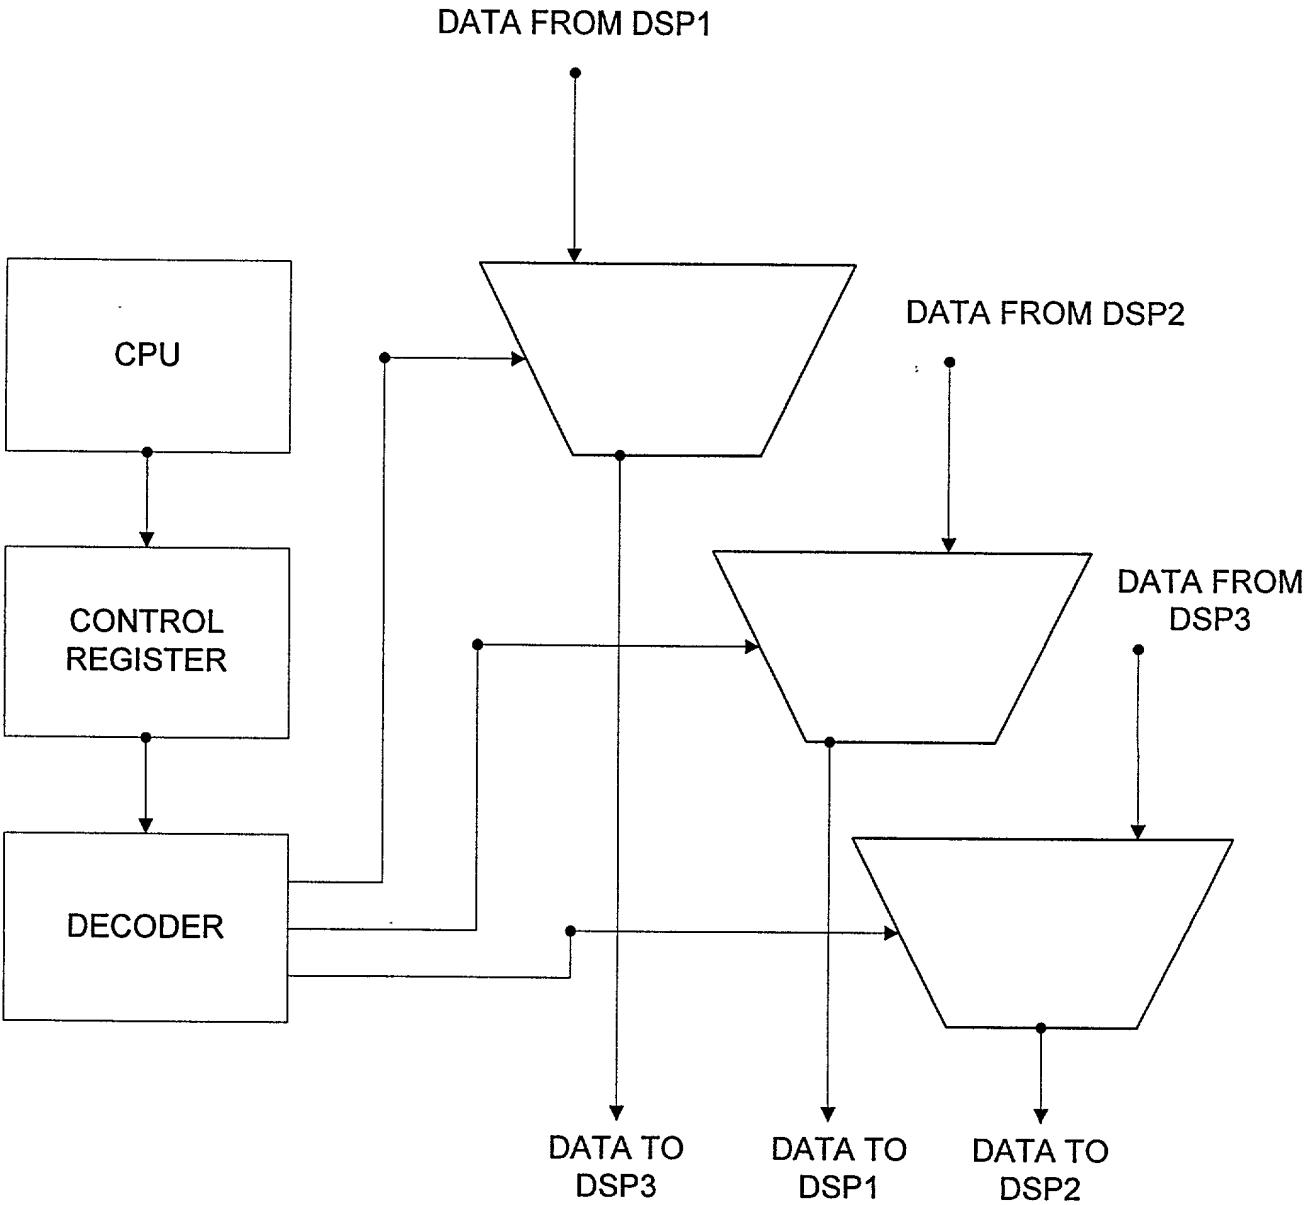 DATA FROM DSP1
DATA FROM DSP2
CPU
DATA FROM
DSP3
CONTROL
REGISTER
DECODER
DATA TO
DSP3
DATA TO
DSP1
DATA TO
DSP2